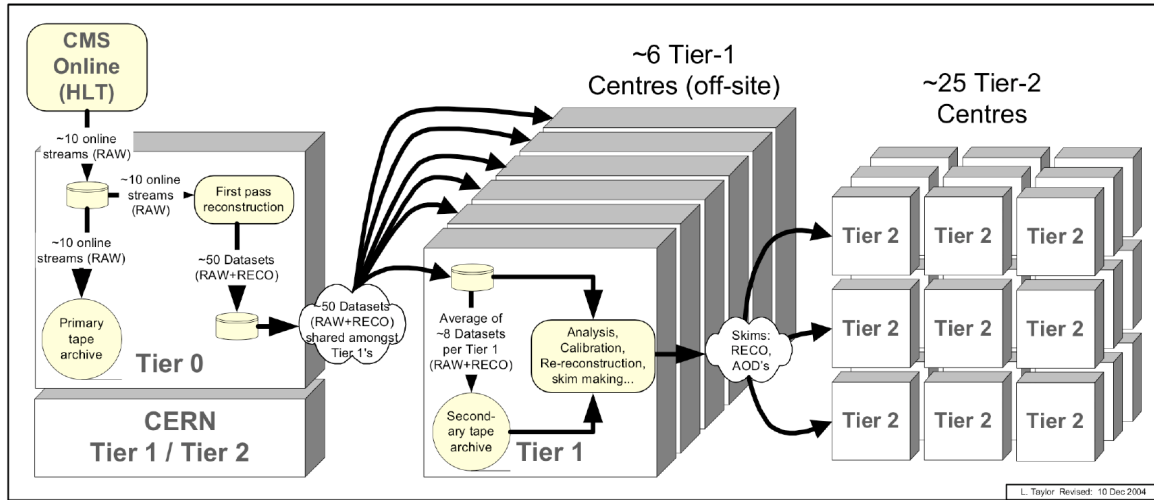 CMS
Online
(HLT)
~10 online
streams (RAW)
~10 online
streams
(RAW)
First pass
reconstruction
~10 online
streams (RAW)
~50 Datasets
(RAW+RECO)
Primary
tape
archive
Tier 0
CERN
Tier 1 / Tier 2
~50 Datasets
(RAW+RECO)
shared amongst
Tier 1's
~6 Tier-1
Centres (off-site)
Average of
~8 Datasets
per Tier 1
(RAW+RECO)
Analysis,
Calibration,
Re-reconstruction,
skim making...
Second-
ary tape
archive
Tier 1
Skims:
RECO,
AOD's
~25 Tier-2
Centres
Tier 2
Tier 2
Tier 2
Tier 2
Tier 2
Tier 2
Tier 2
Tier 2
Tier 2
L. Taylor Revised: 10 Dec 2004